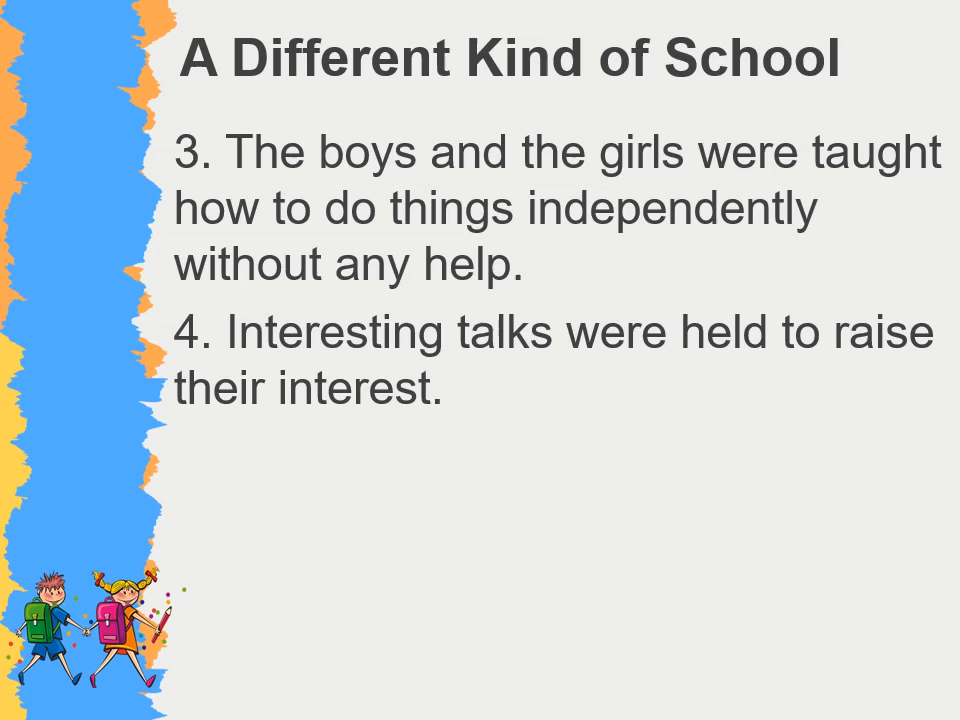 A Different Kind of School
3. The boys and the girls were taught
how to do things independently
without any help.
4. Interesting talks were held to raise
their interest.